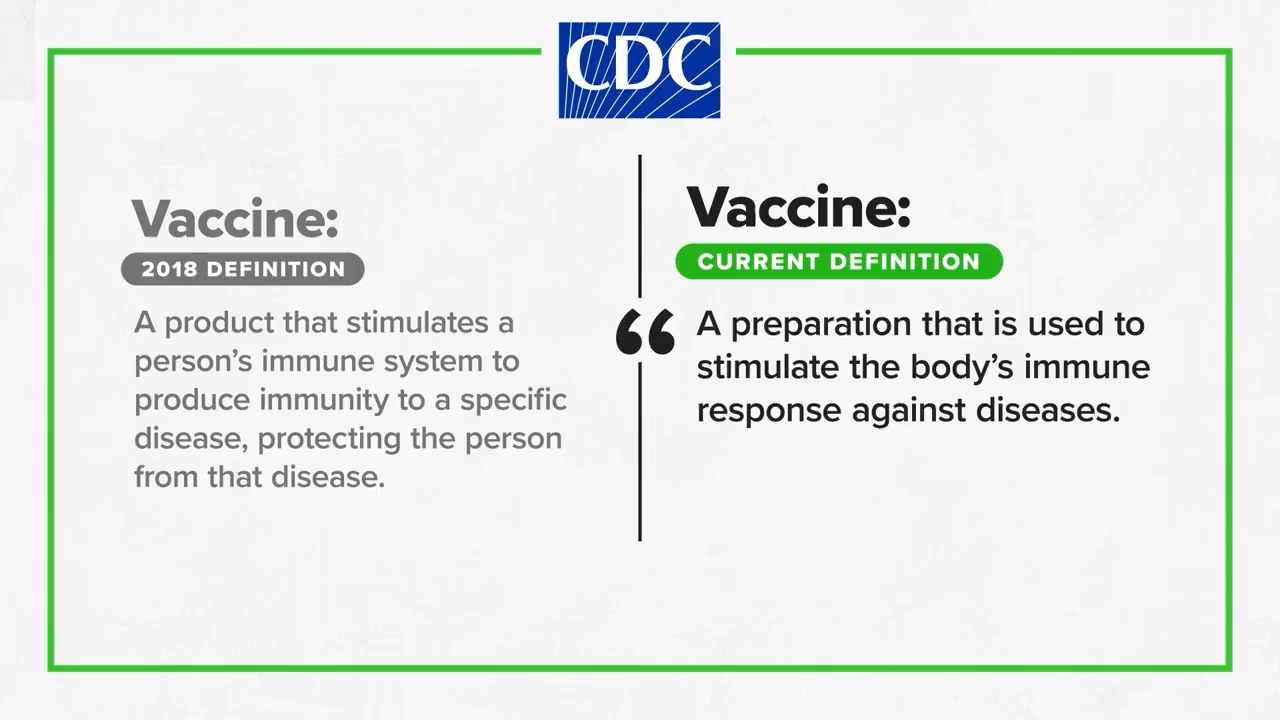 CDC
Vaccine:
2018 DEFINITION
A product that stimulates a
person’s immune system to
produce immunity to a specific
disease, protecting the person
from that disease.
Vaccine:
CURRENT DEFINITION
“A preparation that is used to
stimulate the body’s immune
response against diseases.